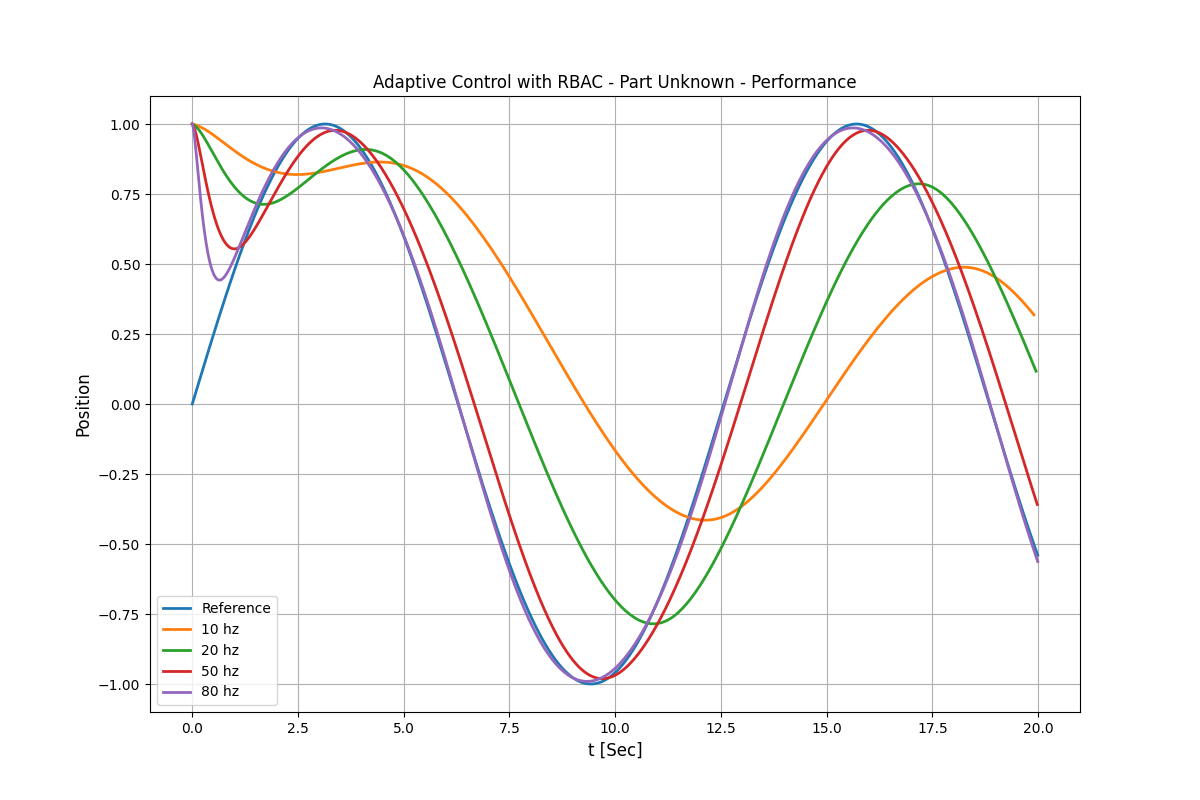 Adaptive Control with RBAC - Part Unknown - Performance
1.00
0.75
0.50
0.25
0.00
−0.25
−0.50
−0.75
−1.00
Position
Reference
10 hz
20 hz
50 hz
80 hz
0.0 2.5 5.0 7.5 10.0 12.5 15.0 17.5 20.0
t [Sec]